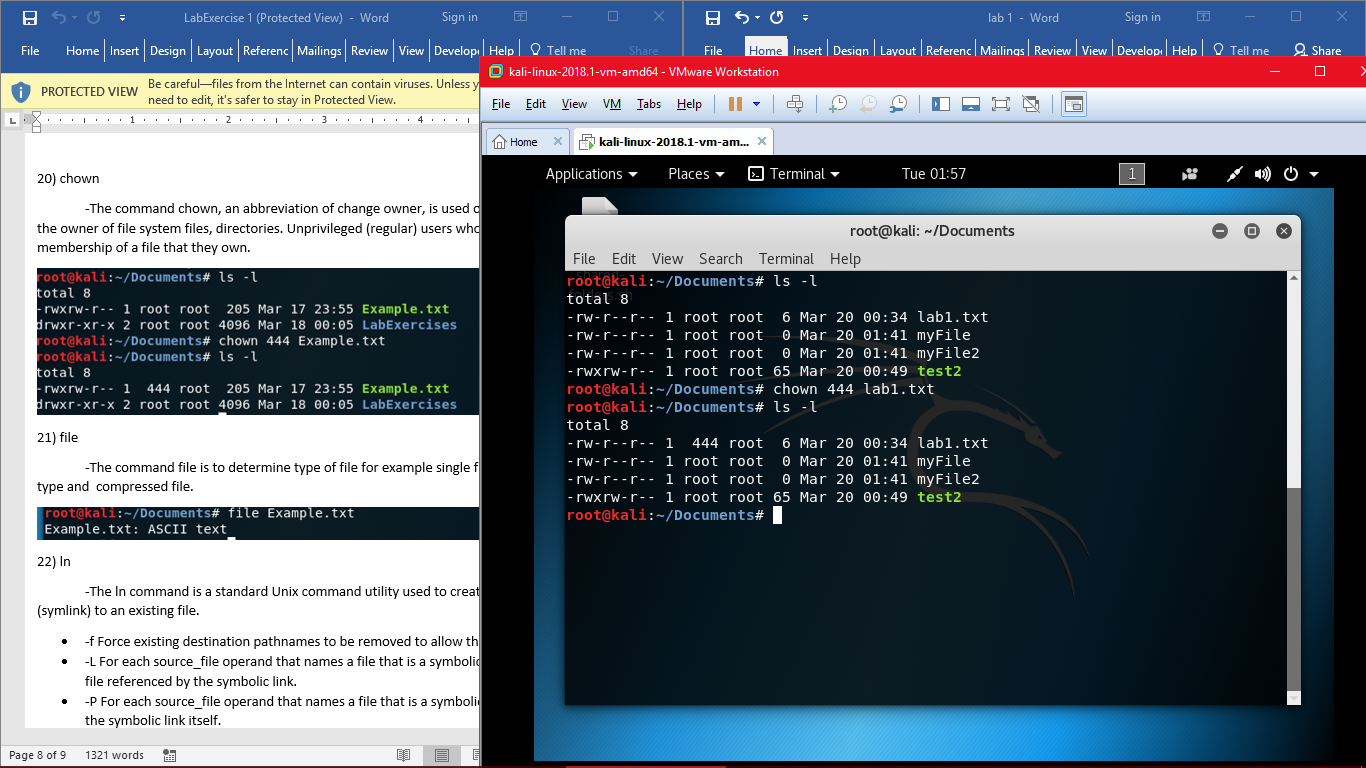 LabExercise 1 (Protected View) - Word
Sign in
File Home Insert Design Layout Referenc Mailings Review View Develope Help Tell me Share
PROTECTED VIEW
Be careful—files from the Internet can contain viruses. Unless y
need to edit, it's safer to stay in Protected View.
1 2 3 4
20) chown
-The command chown, an abbreviation of change owner, is used o
the owner of file system files, directories. Unprivileged (regular) users who
membership of a file that they own.
root@kali:~/Documents# ls -l
total 8
-rwxrw-r-- 1 root root 205 Mar 17 23:55 Example.txt
drwxr-xr-x 2 root root 4096 Mar 18 00:05 LabExercises
root@kali:~/Documents# chown 444 Example.txt
root@kali:~/Documents# ls -l
total 8
-rwxrw-r-- 1 444 root 205 Mar 17 23:55 Example.txt
drwxr-xr-x 2 root root 4096 Mar 18 00:05 LabExercises
21) file
-The command file is to determine type of file for example single f
type and compressed file.
root@kali:~/Documents# file Example.txt
Example.txt: ASCII text
22) ln
-The ln command is a standard Unix command utility used to creat
(symlink) to an existing file.
• -f Force existing destination pathnames to be removed to allow th
• -L For each source_file operand that names a file that is a symbolic
file referenced by the symbolic link.
• -P For each source_file operand that names a file that is a symbolic
the symbolic link itself.
Page 8 of 9 1321 words
lab 1 - Word
Sign in
File Home Insert Design Layout Referenc Mailings Review View Develope Help Tell me Share
kali-linux-2018.1-vm-amd64 - VMware Workstation
File Edit View VM Tabs Help
Home kali-linux-2018.1-vm-am...
Applications Places Terminal Tue 01:57 1
root@kali: ~/Documents
File Edit View Search Terminal Help
root@kali:~/Documents# ls -l
total 8
-rw-r--r-- 1 root root 6 Mar 20 00:34 lab1.txt
-rw-r--r-- 1 root root 0 Mar 20 01:41 myFile
-rw-r--r-- 1 root root 0 Mar 20 01:41 myFile2
-rwxrw-r-- 1 root root 65 Mar 20 00:49 test2
root@kali:~/Documents# chown 444 lab1.txt
root@kali:~/Documents# ls -l
total 8
-rw-r--r-- 1 444 root 6 Mar 20 00:34 lab1.txt
-rw-r--r-- 1 root root 0 Mar 20 01:41 myFile
-rw-r--r-- 1 root root 0 Mar 20 01:41 myFile2
-rwxrw-r-- 1 root root 65 Mar 20 00:49 test2
root@kali:~/Documents#